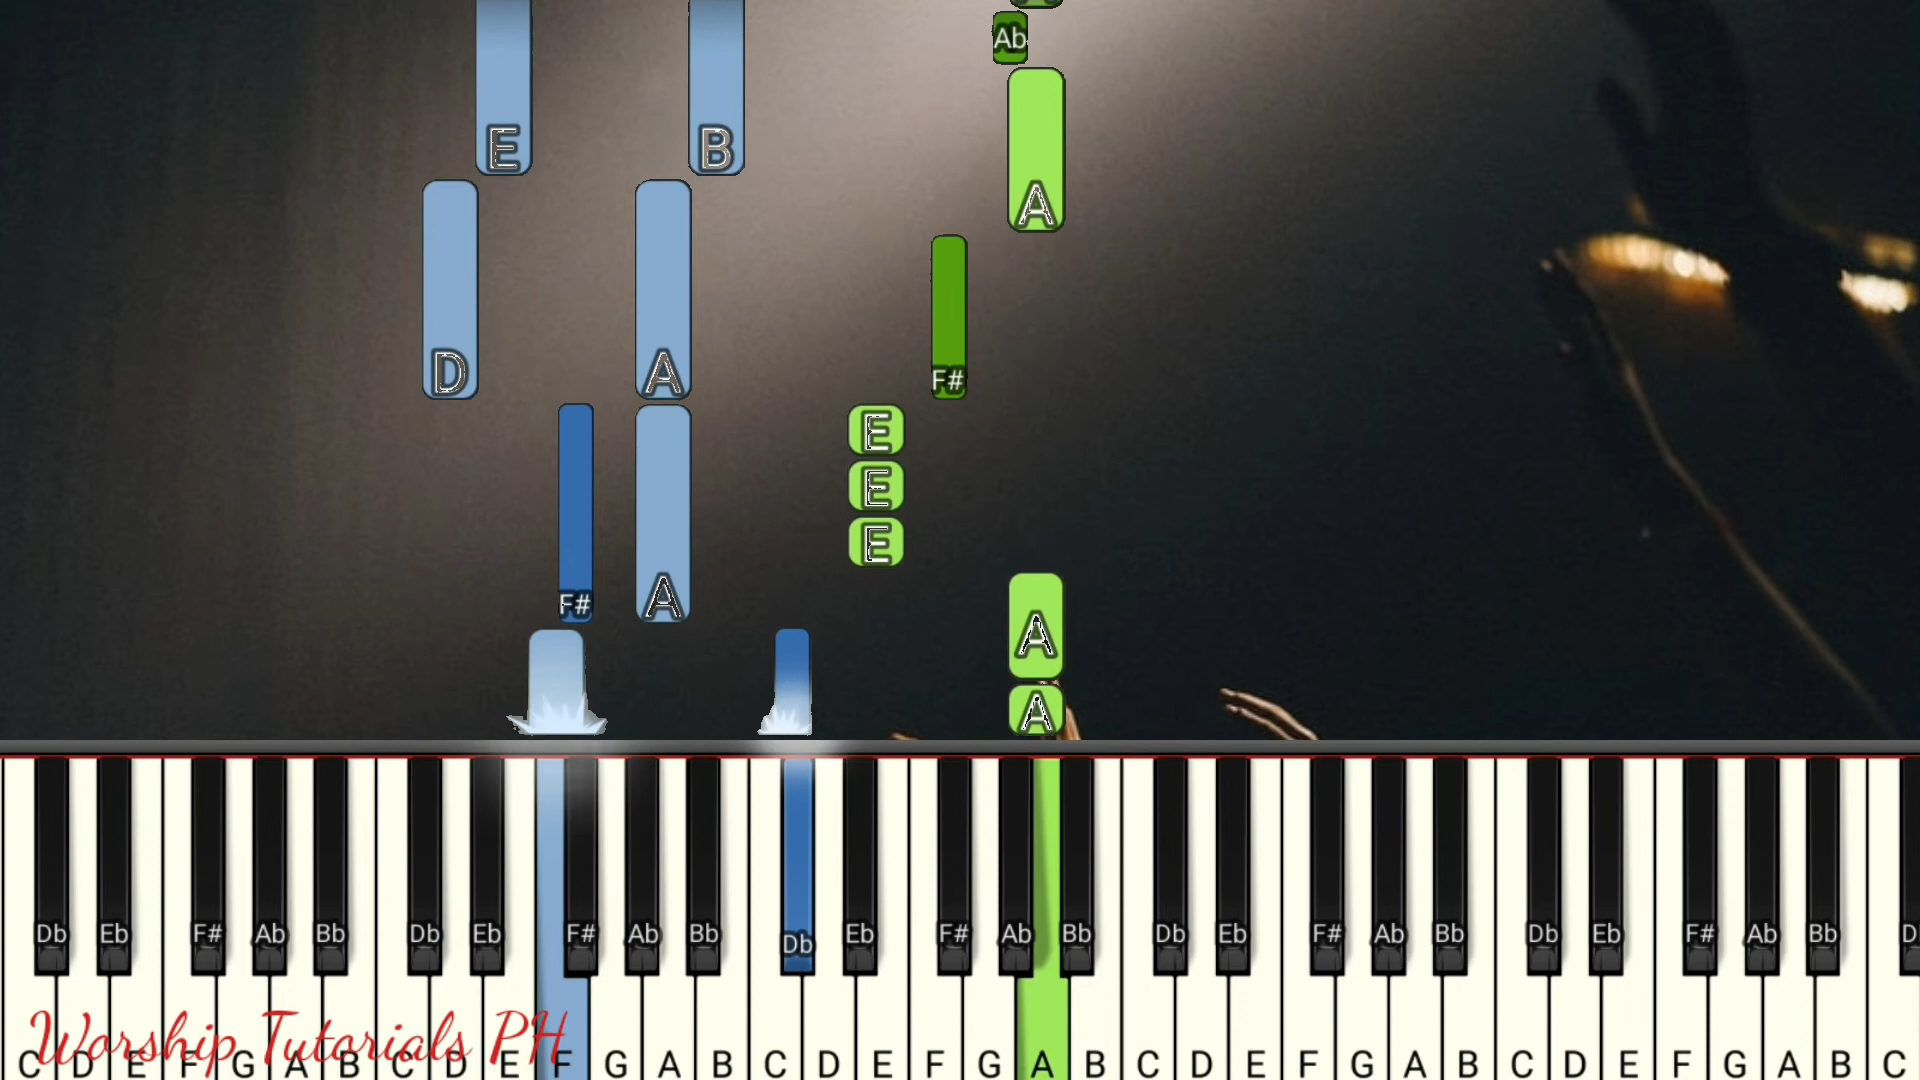 Ab
E B
A
D A F#
E
E
F# A E
A
A
Db Eb F# Ab Bb Db Eb F# Ab Bb Db Eb F# Ab Bb Db Eb F# Ab Bb Db Eb F# Ab Bb D
Worship Tutorials PH
C D E F G A B C D E F G A B C D E F G A B C D E F G A B C D E F G A B C